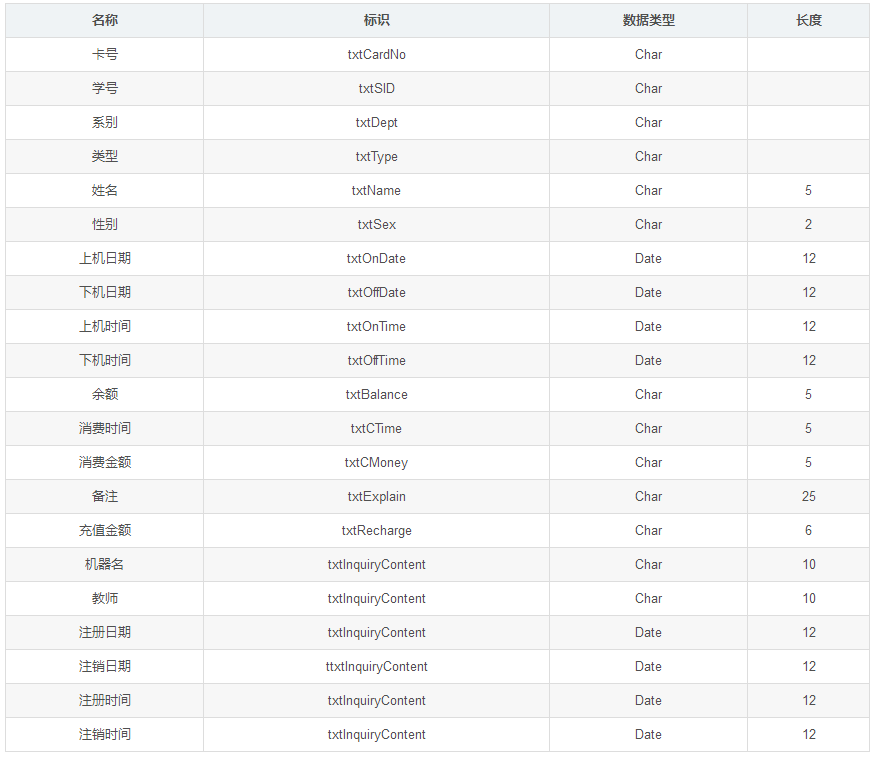 名称 标识 数据类型 长度
卡号 txtCardNo Char
学号 txtSID Char
系别 txtDept Char
类型 txtType Char
姓名 txtName Char 5
性别 txtSex Char 2
上机日期 txtOnDate Date 12
下机日期 txtOffDate Date 12
上机时间 txtOnTime Date 12
下机时间 txtOffTime Date 12
余额 txtBalance Char 5
消费时间 txtCTime Char 5
消费金额 txtCMoney Char 5
备注 txtExplain Char 25
充值金额 txtRecharge Char 6
机器名 txtInquiryContent Char 10
教师 txtInquiryContent Char 10
注册日期 txtInquiryContent Date 12
注销日期 ttxtInquiryContent Date 12
注册时间 txtInquiryContent Date 12
注销时间 txtInquiryContent Date 12